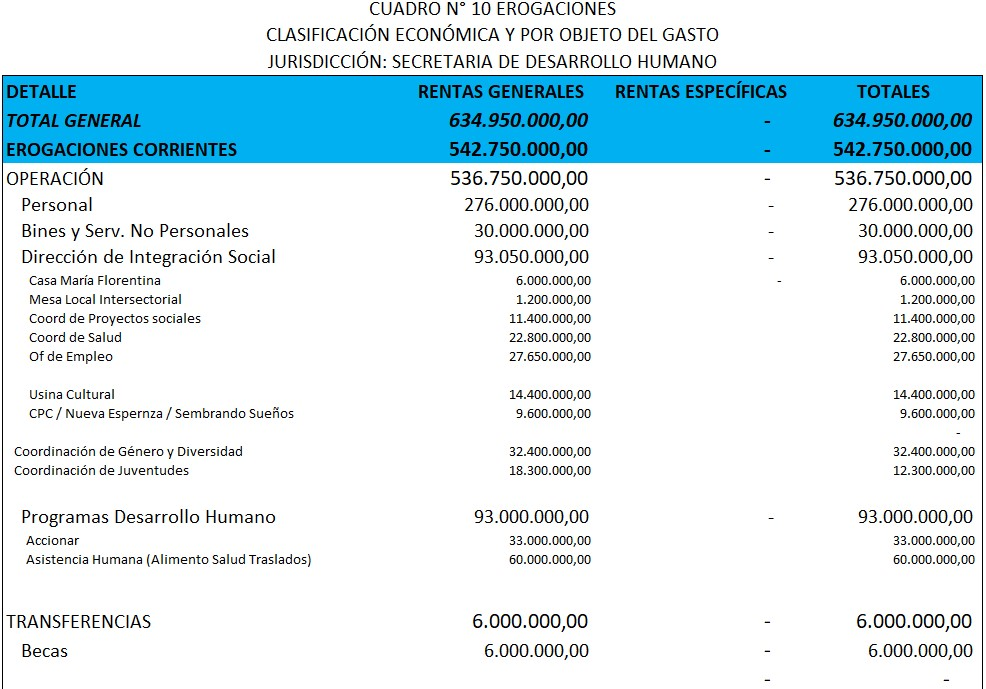 CUADRO N° 10 EROGACIONES
CLASIFICACIÓN ECONÓMICA Y POR OBJETO DEL GASTO
JURISDICCIÓN: SECRETARIA DE DESARROLLO HUMANO
DETALLE RENTAS GENERALES RENTAS ESPECÍFICAS TOTALES
TOTAL GENERAL 634.950.000,00 - 634.950.000,00
EROGACIONES CORRIENTES 542.750.000,00 - 542.750.000,00
OPERACIÓN 536.750.000,00 - 536.750.000,00
Personal 276.000.000,00 - 276.000.000,00
Bines y Serv. No Personales 30.000.000,00 - 30.000.000,00
Dirección de Integración Social 93.050.000,00 - 93.050.000,00
Casa María Florentina 6.000.000,00 - 6.000.000,00
Mesa Local Intersectorial 1.200.000,00 1.200.000,00
Coord de Proyectos sociales 11.400.000,00 11.400.000,00
Coord de Salud 22.800.000,00 22.800.000,00
Of de Empleo 27.650.000,00 27.650.000,00
Usina Cultural 14.400.000,00 14.400.000,00
CPC / Nueva Espernza / Sembrando Sueños 9.600.000,00 9.600.000,00
-
Coordinación de Género y Diversidad 32.400.000,00 32.400.000,00
Coordinación de Juventudes 18.300.000,00 12.300.000,00
Programas Desarrollo Humano 93.000.000,00 - 93.000.000,00
Accionar 33.000.000,00 33.000.000,00
Asistencia Humana (Alimento Salud Traslados) 60.000.000,00 60.000.000,00
TRANSFERENCIAS 6.000.000,00 - 6.000.000,00
Becas 6.000.000,00 - 6.000.000,00
- -